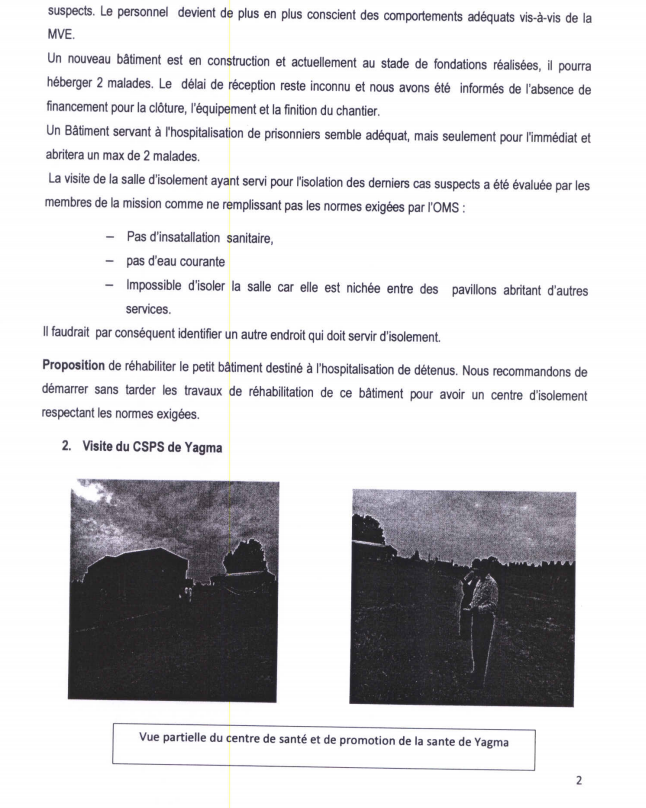 suspects. Le personnel devient de plus en plus conscient des comportements adéquats vis-à-vis de la
MVE.
Un nouveau bâtiment est en construction et actuellement au stade de fondations réalisées, il pourra
héberger 2 malades. Le délai de réception reste inconnu et nous avons été informés de l'absence de
financement pour la clôture, l'équipement et la finition du chantier.
Un Bâtiment servant à l'hospitalisation de prisonniers semble adéquat, mais seulement pour l'immédiat et
abritera un max de 2 malades.
La visite de la salle d'isolement ayant servi pour l'isolation des derniers cas suspects a été évaluée par les
membres de la mission comme ne remplissant pas les normes exigées par l'OMS :
– Pas d'insatallation sanitaire,
– pas d'eau courante
– Impossible d'isoler la salle car elle est nichée entre des pavillons abritant d'autres
services.
Il faudrait par conséquent identifier un autre endroit qui doit servir d'isolement.
Proposition de réhabiliter le petit bâtiment destiné à l'hospitalisation de détenus. Nous recommandons de
démarrer sans tarder les travaux de réhabilitation de ce bâtiment pour avoir un centre d'isolement
respectant les normes exigées.
2. Visite du CSPS de Yagma
Vue partielle du centre de santé et de promotion de la sante de Yagma
2